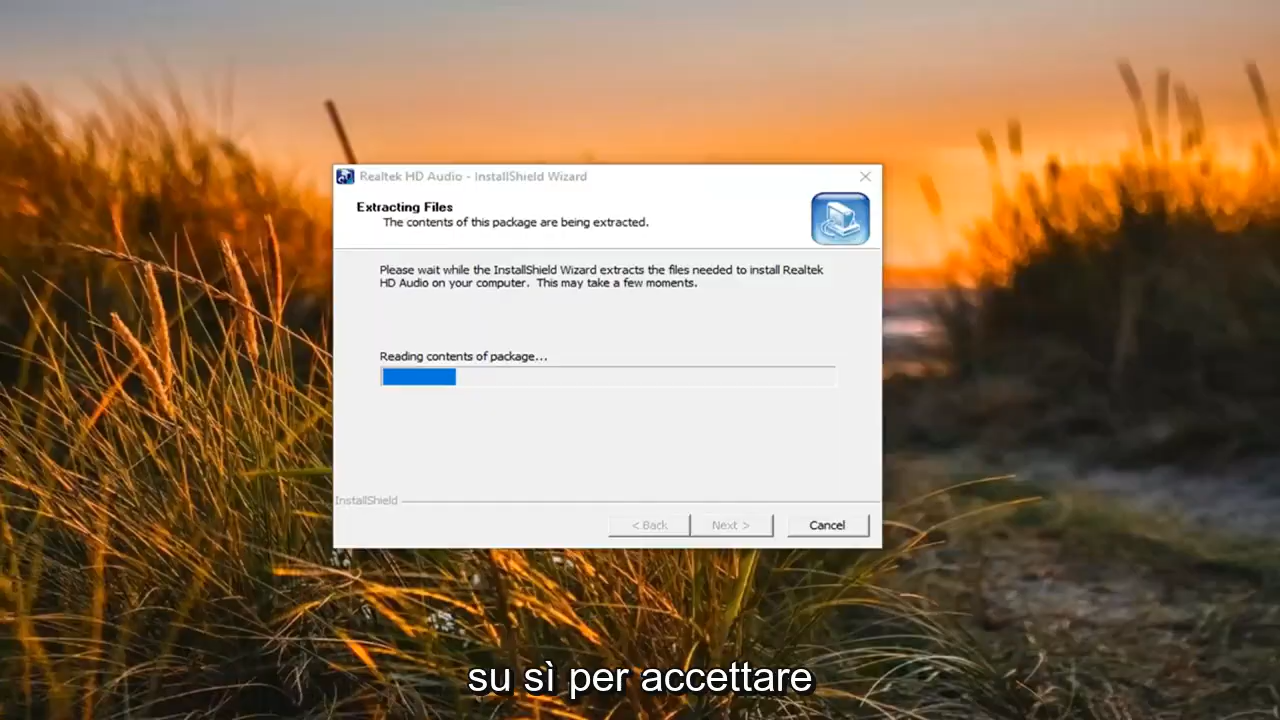 Realtek HD Audio - InstallShield Wizard
Extracting Files
The contents of this package are being extracted.
Please wait while the InstallShield Wizard extracts the files needed to install Realtek
HD Audio on your computer.  This may take a few moments.
Reading contents of package...
InstallShield
< Back
Next >
Cancel
su sì per accettare